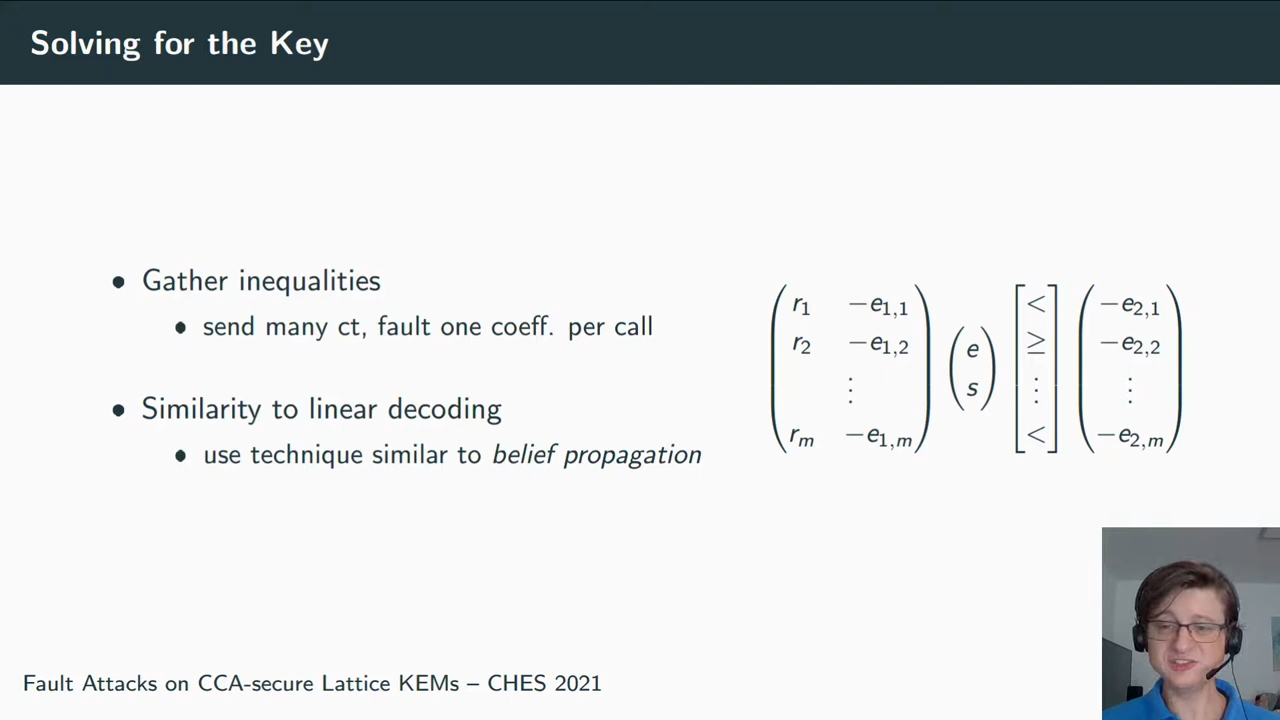 Solving for the Key
• Gather inequalities
• send many ct, fault one coeff. per call
• Similarity to linear decoding
• use technique similar to belief propagation
r₁ −e₁,₁ < −e₂,₁
r₂ −e₁,₂ e ≥ −e₂,₂
⋮ s ⋮ ⋮
rₘ −e₁,ₘ < −e₂,ₘ
Fault Attacks on CCA-secure Lattice KEMs – CHES 2021